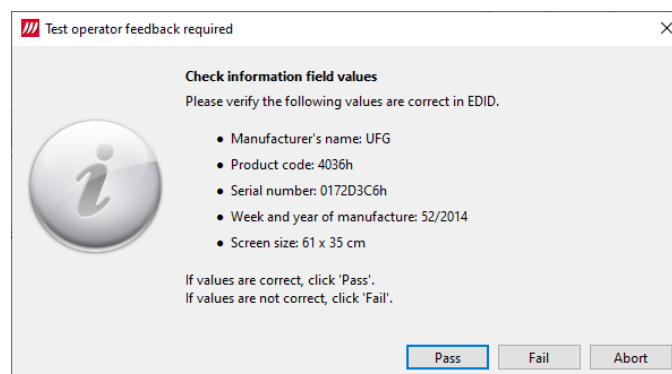 Test operator feedback required
Check information field values
Please verify the following values are correct in EDID.
• Manufacturer's name: UFG
• Product code: 4036h
• Serial number: 0172D3C6h
• Week and year of manufacture: 52/2014
• Screen size: 61 x 35 cm
If values are correct, click 'Pass'.
If values are not correct, click 'Fail'.
Pass Fail Abort